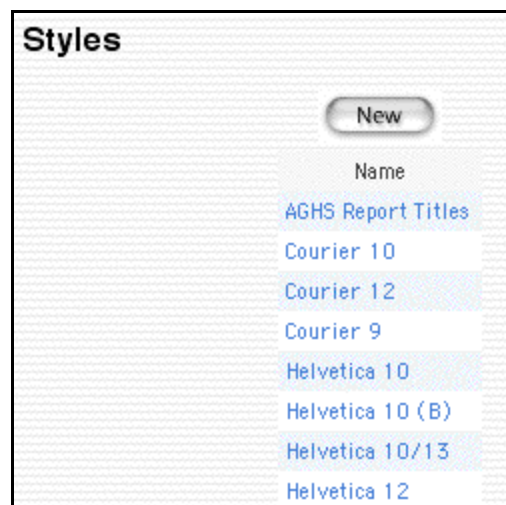 Styles
New
Name
AGHS Report Titles
Courier 10
Courier 12
Courier 9
Helvetica 10
Helvetica 10 (B)
Helvetica 10/13
Helvetica 12